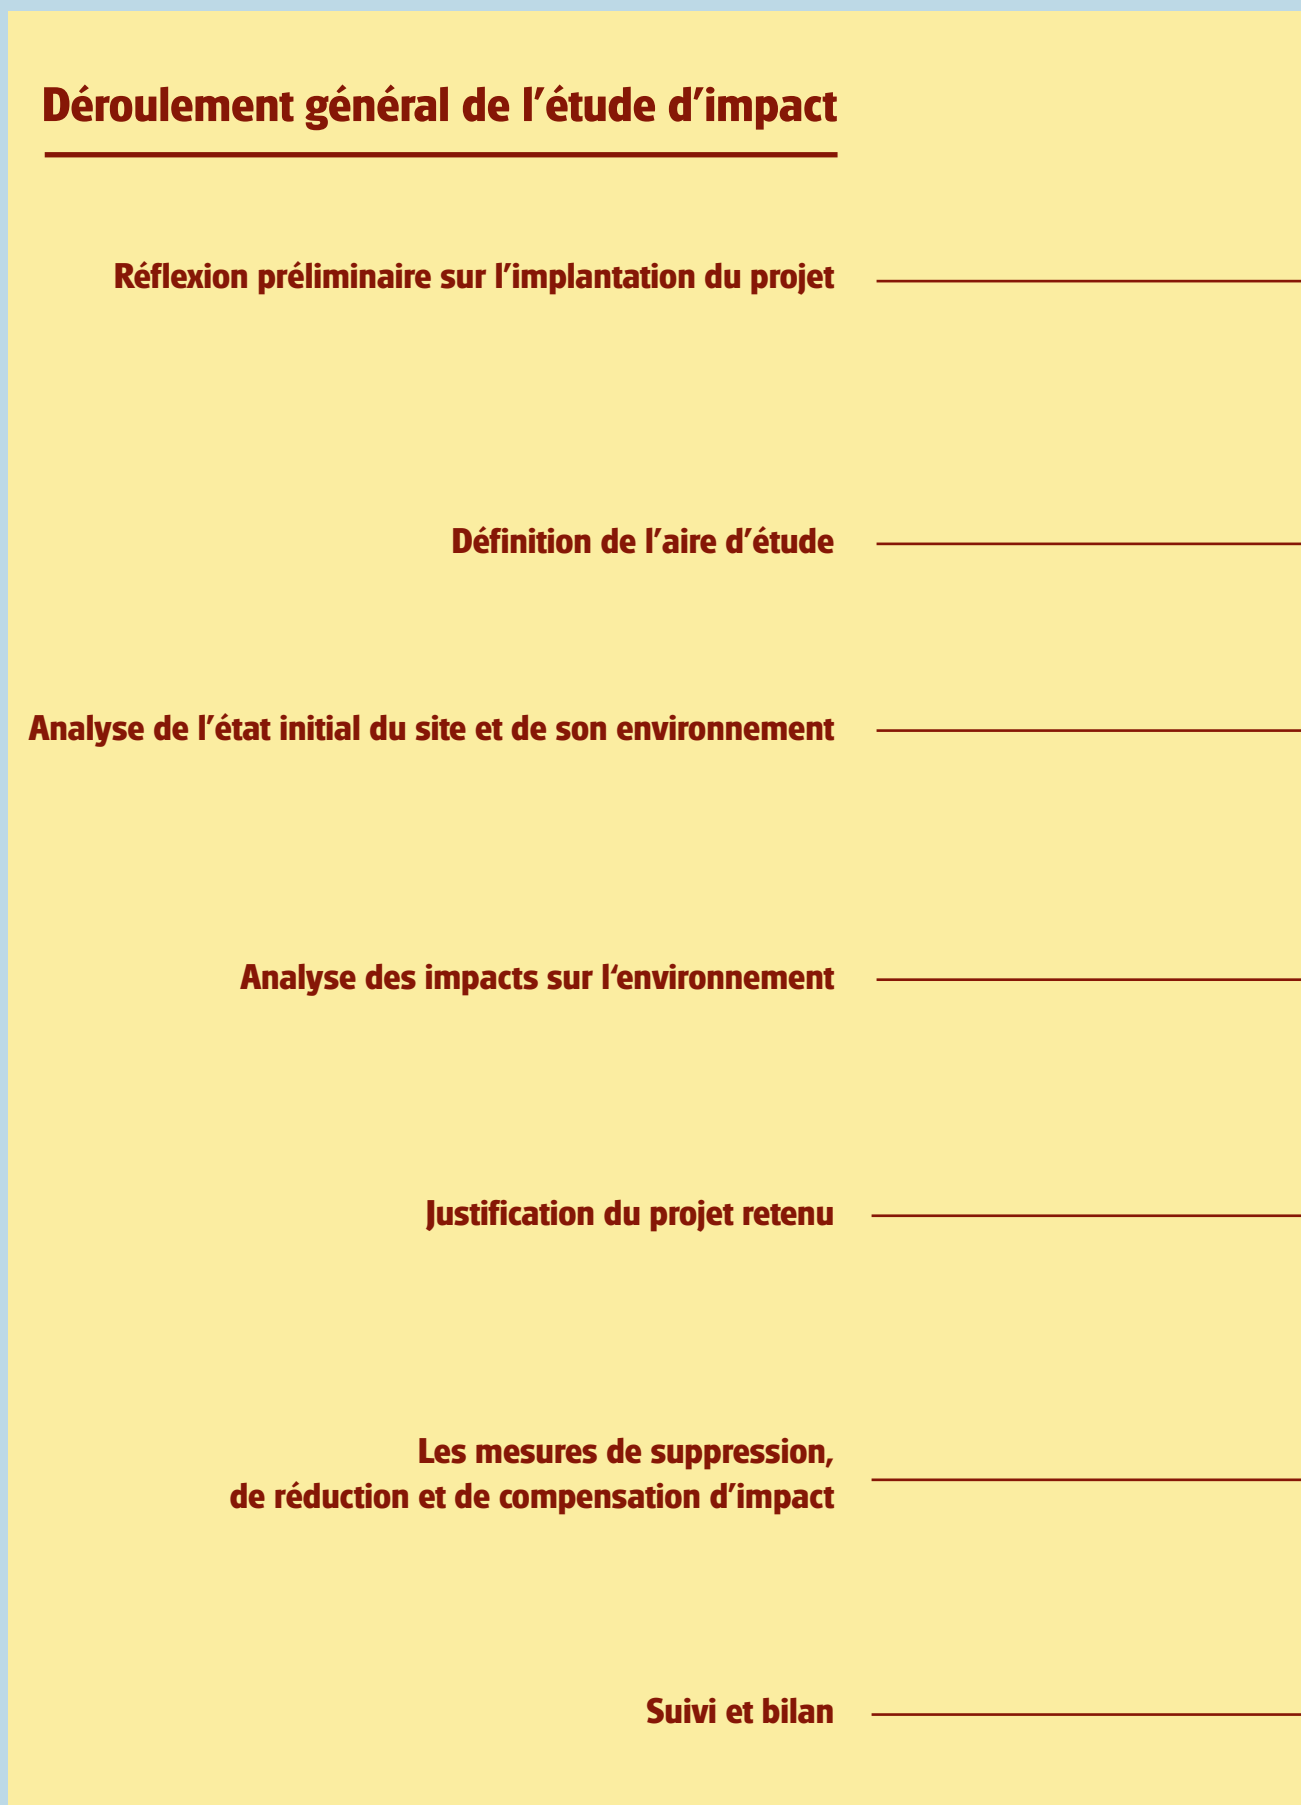 Déroulement général de l’étude d’impact
Réflexion préliminaire sur l’implantation du projet
Définition de l’aire d’étude
Analyse de l’état initial du site et de son environnement
Analyse des impacts sur l‘environnement
Justification du projet retenu
Les mesures de suppression,
de réduction et de compensation d’impact
Suivi et bilan